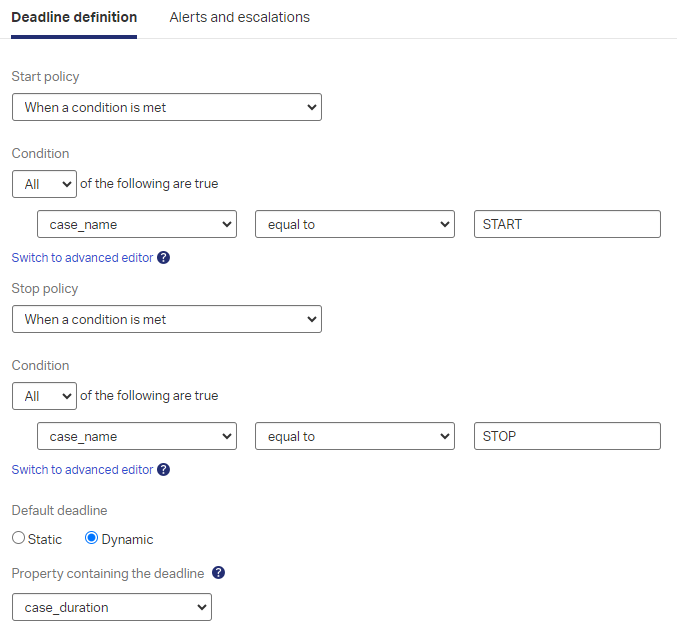 Deadline definition Alerts and escalations
Start policy
When a condition is met
Condition
All of the following are true
case_name equal to START
Switch to advanced editor ?
Stop policy
When a condition is met
Condition
All of the following are true
case_name equal to STOP
Switch to advanced editor ?
Default deadline
Static Dynamic
Property containing the deadline ?
case_duration